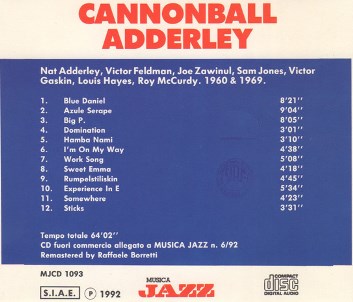 CANNONBALL
ADDERLEY
Nat Adderley, Victor Feldman, Joe Zawinul, Sam Jones, Victor
Gaskin, Louis Hayes, Roy McCurdy. 1960 & 1969.
1. Blue Daniel 8'21''
2. Azule Serape 9'04''
3. Big P. 8'05''
4. Domination 3'01''
5. Hamba Nami 3'10''
6. I'm On My Way 4'38''
7. Work Song 5'08''
8. Sweet Emma 4'18''
9. Rumpelstiliskin 4'45''
10. Experience In E 5'34''
11. Somewhere 4'23''
12. Sticks 3'31''
Tempo totale 64'02''
CD fuori commercio allegato a MUSICA JAZZ n. 6/92
Remastered by Raffaele Borretti
MJCD 1093
S.I.A.E. P 1992
MUSICA
JAZZ
COMPACT
disc
DIGITAL AUDIO